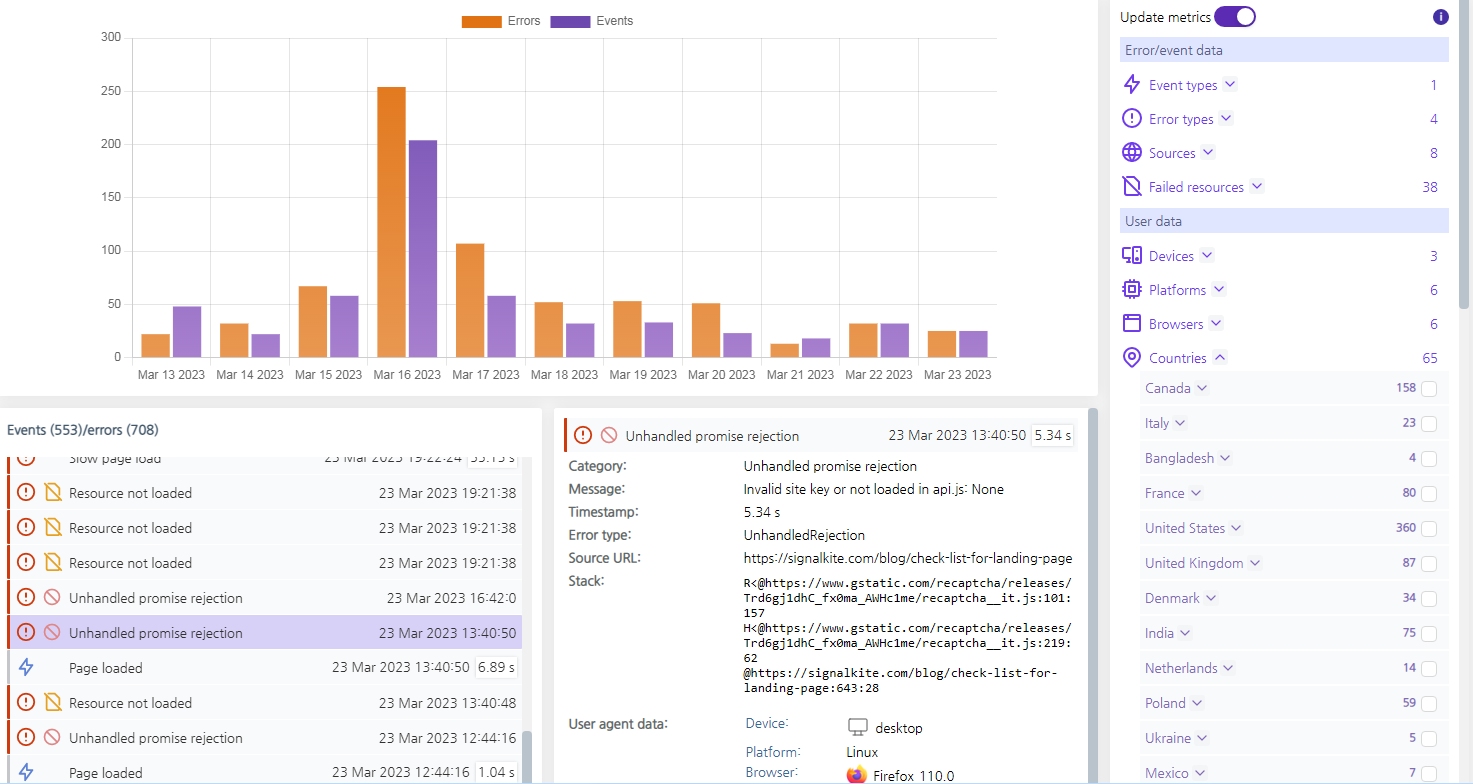 Errors Events
300
250
200
150
100
50
0
Mar 13 2023 Mar 14 2023 Mar 15 2023 Mar 16 2023 Mar 17 2023 Mar 18 2023 Mar 19 2023 Mar 20 2023 Mar 21 2023 Mar 22 2023 Mar 23 2023
Events (553)/errors (708)
Slow page load 23 Mar 2023 19:22:24
Resource not loaded 23 Mar 2023 19:21:38
Resource not loaded 23 Mar 2023 19:21:38
Resource not loaded 23 Mar 2023 19:21:38
Unhandled promise rejection 23 Mar 2023 16:42:0
Unhandled promise rejection 23 Mar 2023 13:40:50
Page loaded 23 Mar 2023 13:40:50 6.89 s
Resource not loaded 23 Mar 2023 13:40:48
Unhandled promise rejection 23 Mar 2023 12:44:16
Page loaded 23 Mar 2023 12:44:16 1.04 s
Unhandled promise rejection 23 Mar 2023 13:40:50 5.34 s
Category: Unhandled promise rejection
Message: Invalid site key or not loaded in api.js: None
Timestamp: 5.34 s
Error type: UnhandledRejection
Source URL: https://signalkite.com/blog/check-list-for-landing-page
Stack: R<@https://www.gstatic.com/recaptcha/releases/
Trd6gj1dhC_fx0ma_AWHc1me/recaptcha__it.js:101:
157
H<@https://www.gstatic.com/recaptcha/releases/
Trd6gj1dhC_fx0ma_AWHc1me/recaptcha__it.js:219:
62
@https://signalkite.com/blog/check-list-for-
landing-page:643:28
User agent data: Device: desktop
Platform: Linux
Browser: Firefox 110.0
Update metrics i
Error/event data
Event types 1
Error types 4
Sources 8
Failed resources 38
User data
Devices 3
Platforms 6
Browsers 6
Countries 65
Canada 158
Italy 23
Bangladesh 4
France 80
United States 360
United Kingdom 87
Denmark 34
India 75
Netherlands 14
Poland 59
Ukraine 5
Mexico 7